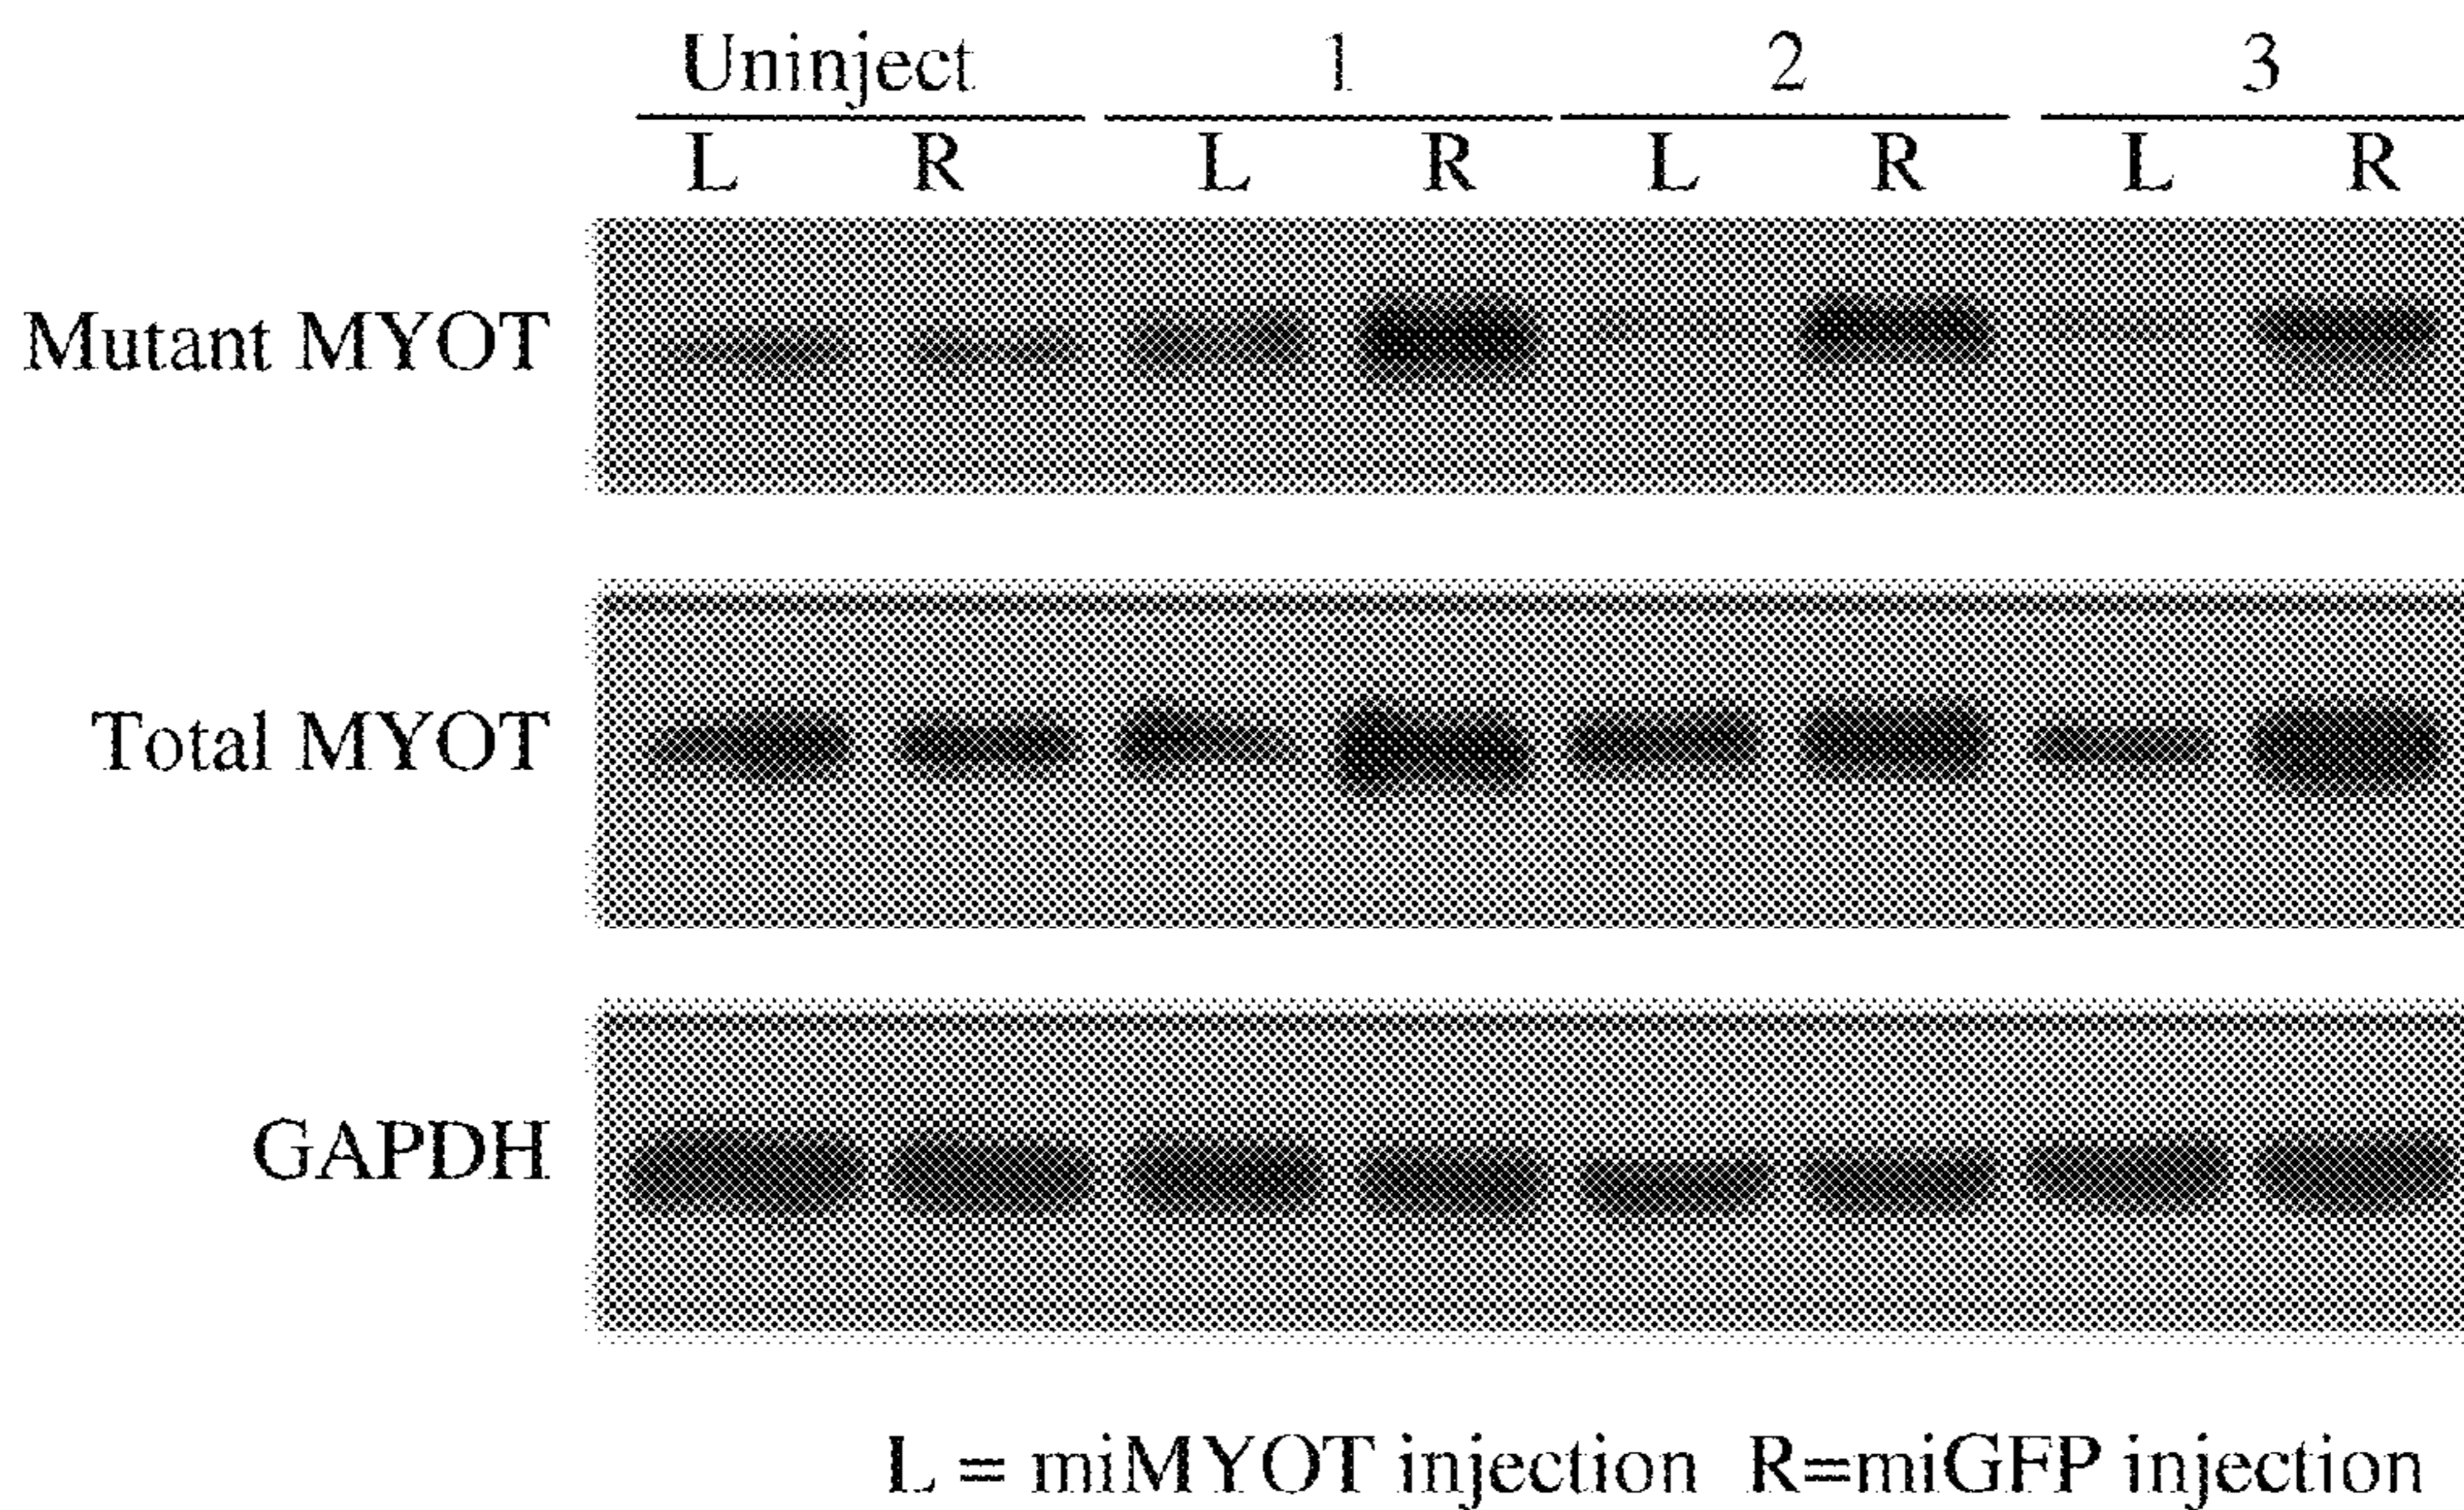 Uninject 1 2 3
L R L R L R L R
Mutant MYOT
Total MYOT
GAPDH
L = miMYOT injection R=miGFP injection